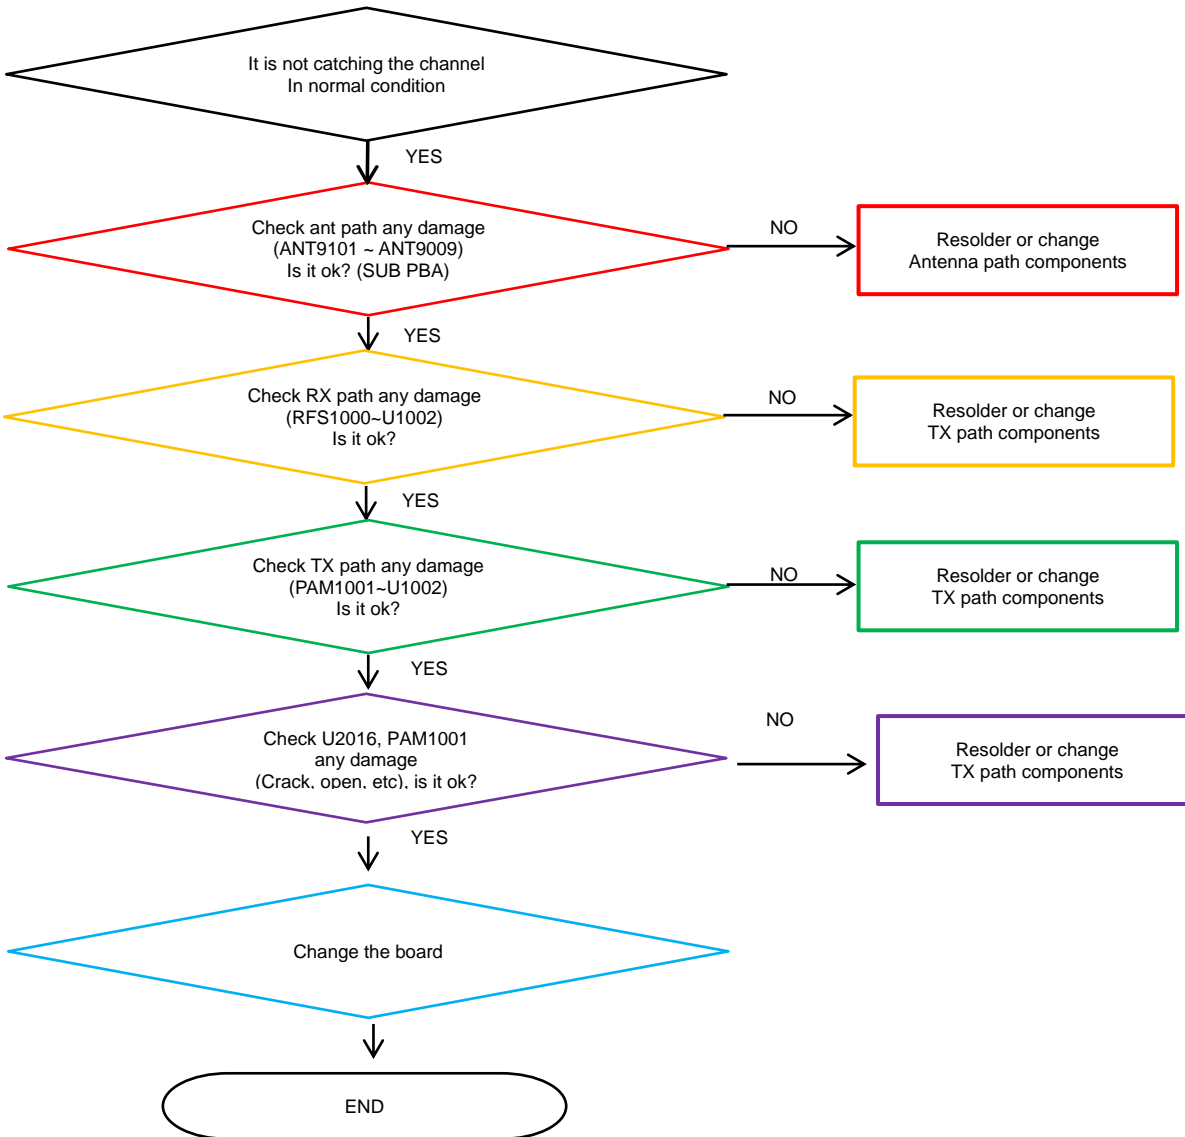 It is not catching the channel
In normal condition
YES
Check ant path any damage
(ANT9101 ~ ANT9009)
Is it ok? (SUB PBA)
NO
Resolder or change
Antenna path components
YES
Check RX path any damage
(RFS1000~U1002)
Is it ok?
NO
Resolder or change
TX path components
YES
Check TX path any damage
(PAM1001~U1002)
Is it ok?
NO
Resolder or change
TX path components
YES
Check U2016, PAM1001
any damage
(Crack, open, etc), is it ok?
NO
Resolder or change
TX path components
YES
Change the board
END